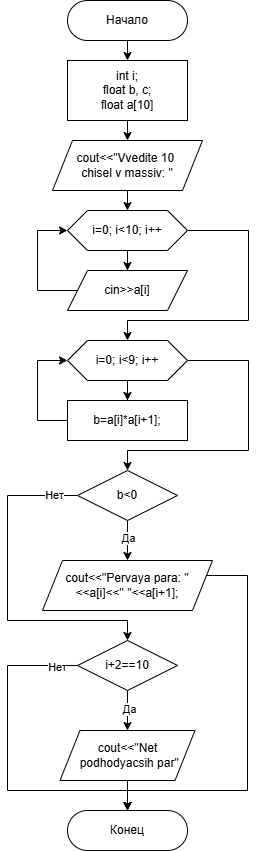 Начало
int i;
float b, c;
float a[10]
cout<<"Vvedite 10
chisel v massiv: "
i=0; i<10; i++
cin>>a[i]
i=0; i<9; i++
b=a[i]*a[i+1];
b<0
Нет
Да
cout<<"Pervaya para: "
<<a[i]<<" "<<a[i+1];
i+2==10
Нет
Да
cout<<"Net
podhodyacsih par"
Конец